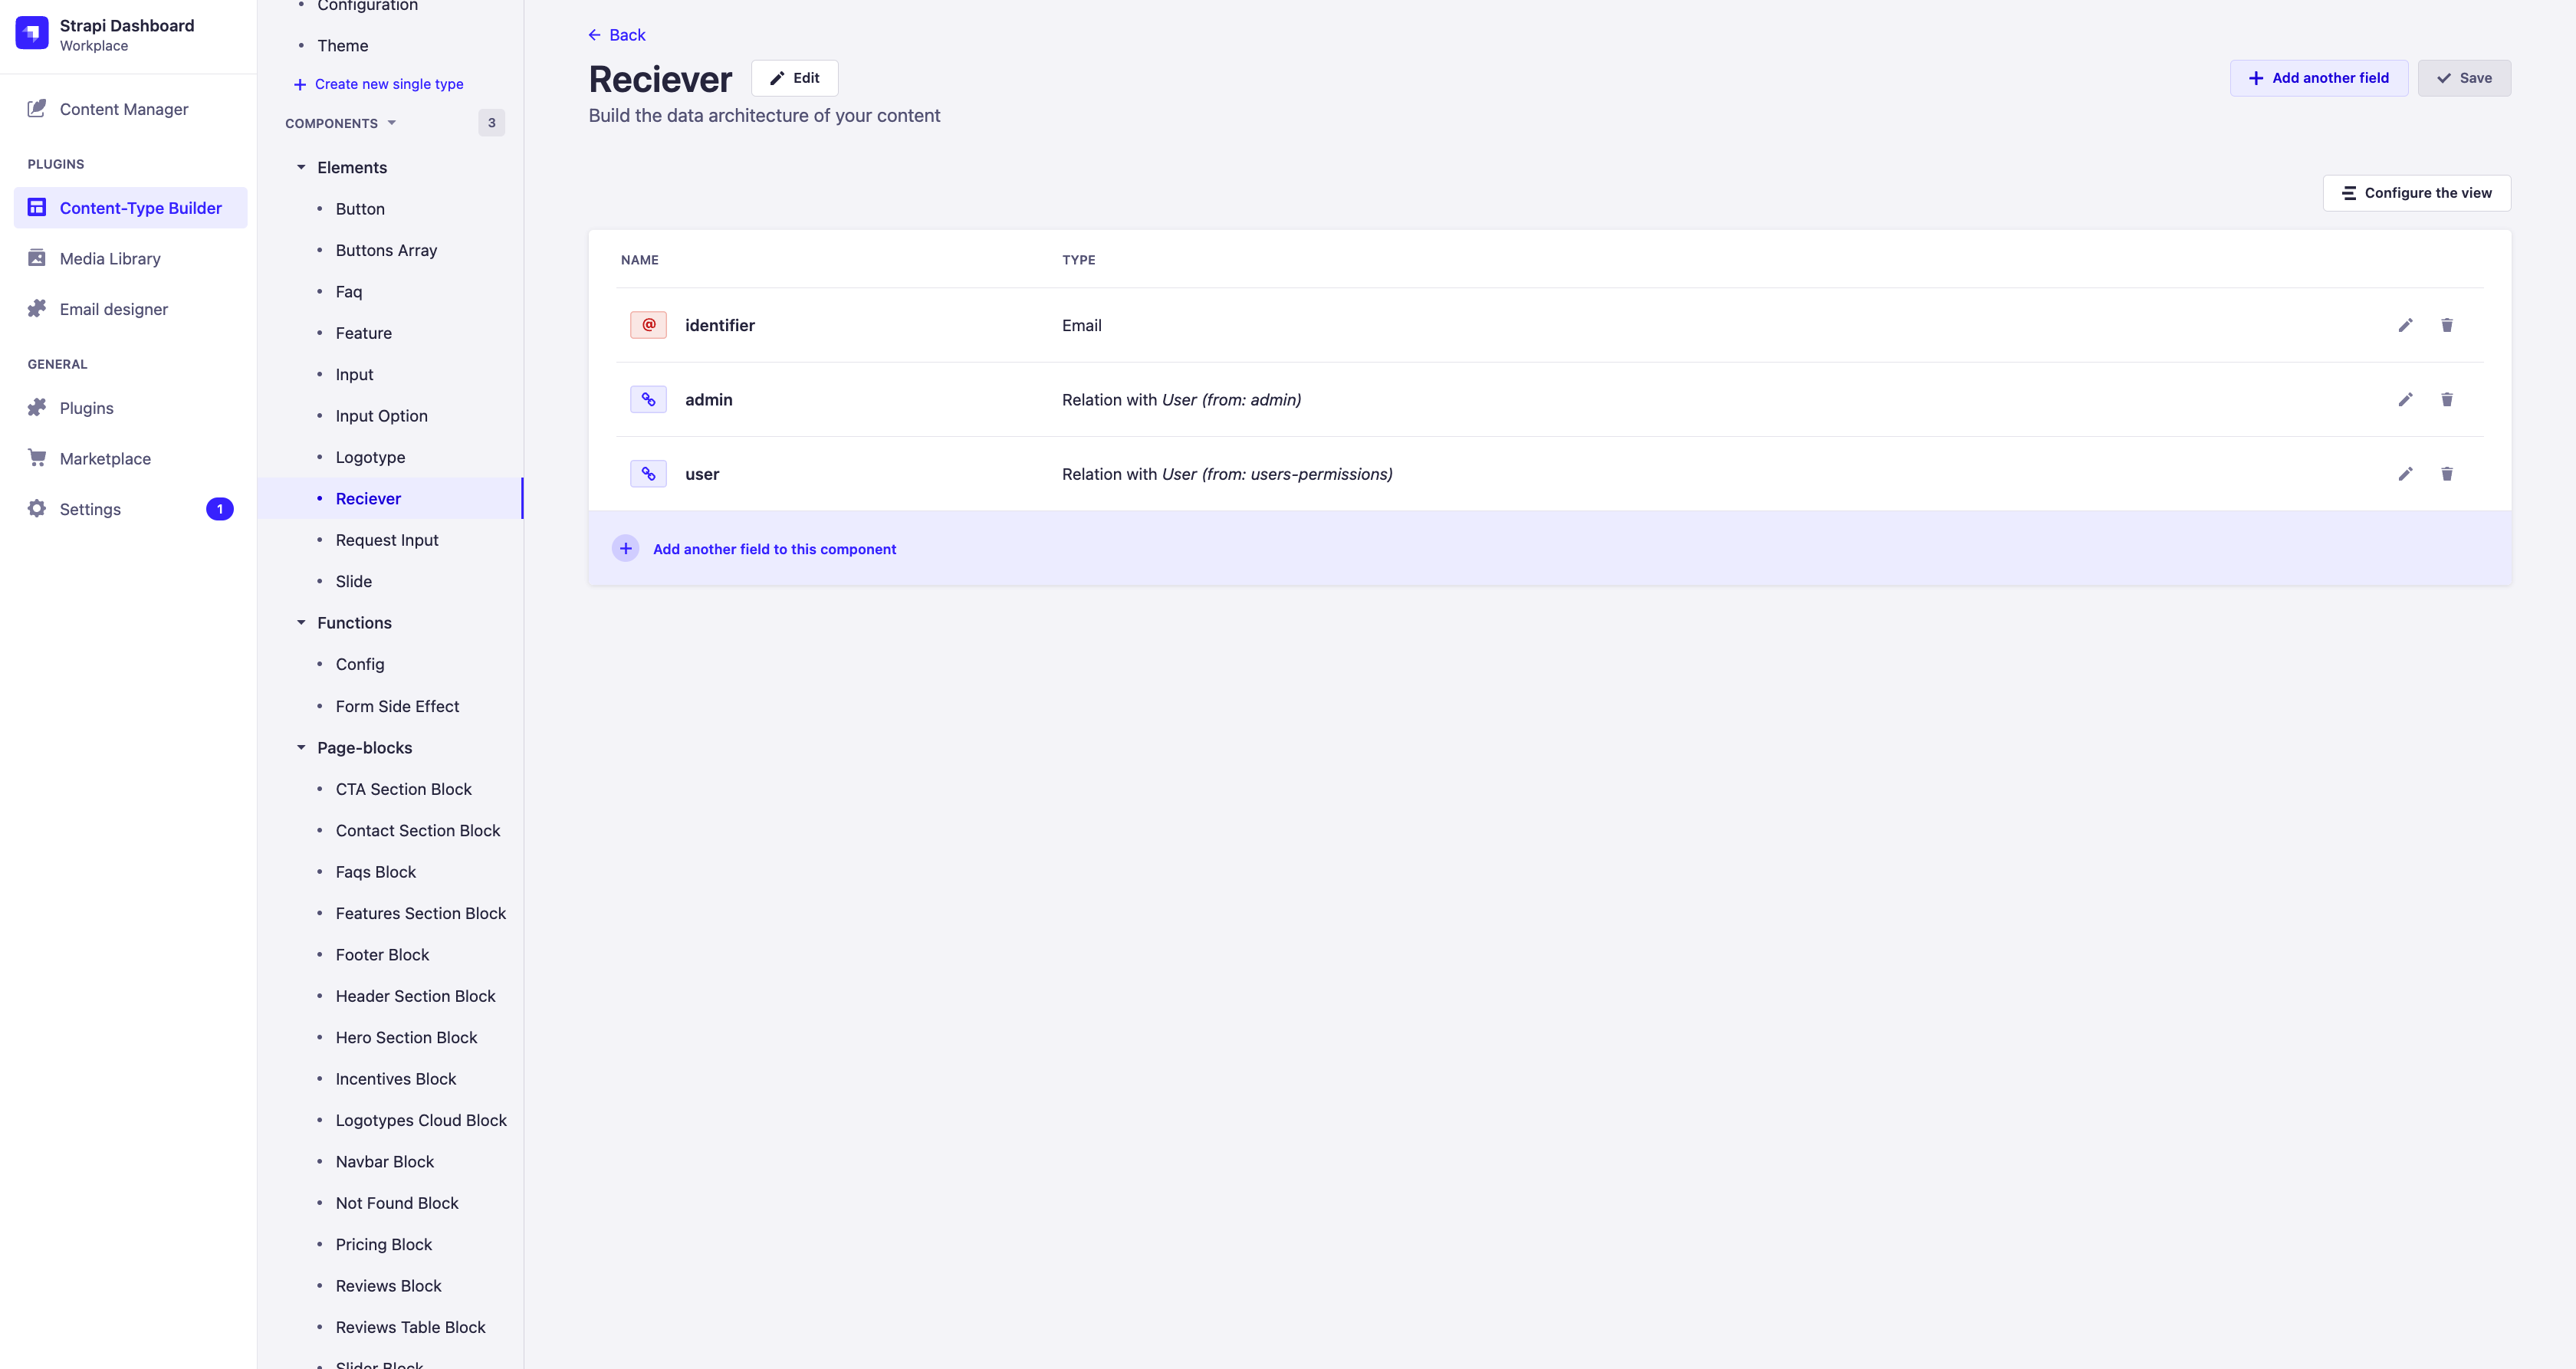 Strapi Dashboard
Workplace
Content Manager
PLUGINS
Content-Type Builder
Media Library
Email designer
GENERAL
Plugins
Marketplace
Settings
1
Configuration
Theme
Create new single type
COMPONENTS
3
Elements
Button
Buttons Array
Faq
Feature
Input
Input Option
Logotype
Reciever
Request Input
Slide
Functions
Config
Form Side Effect
Page-blocks
CTA Section Block
Contact Section Block
Faqs Block
Features Section Block
Footer Block
Header Section Block
Hero Section Block
Incentives Block
Logotypes Cloud Block
Navbar Block
Not Found Block
Pricing Block
Reviews Block
Reviews Table Block
Slider Block
Back
Reciever
Edit
Add another field
Save
Build the data architecture of your content
Configure the view
NAME TYPE
@ identifier Email
admin Relation with User (from: admin)
user Relation with User (from: users-permissions)
Add another field to this component